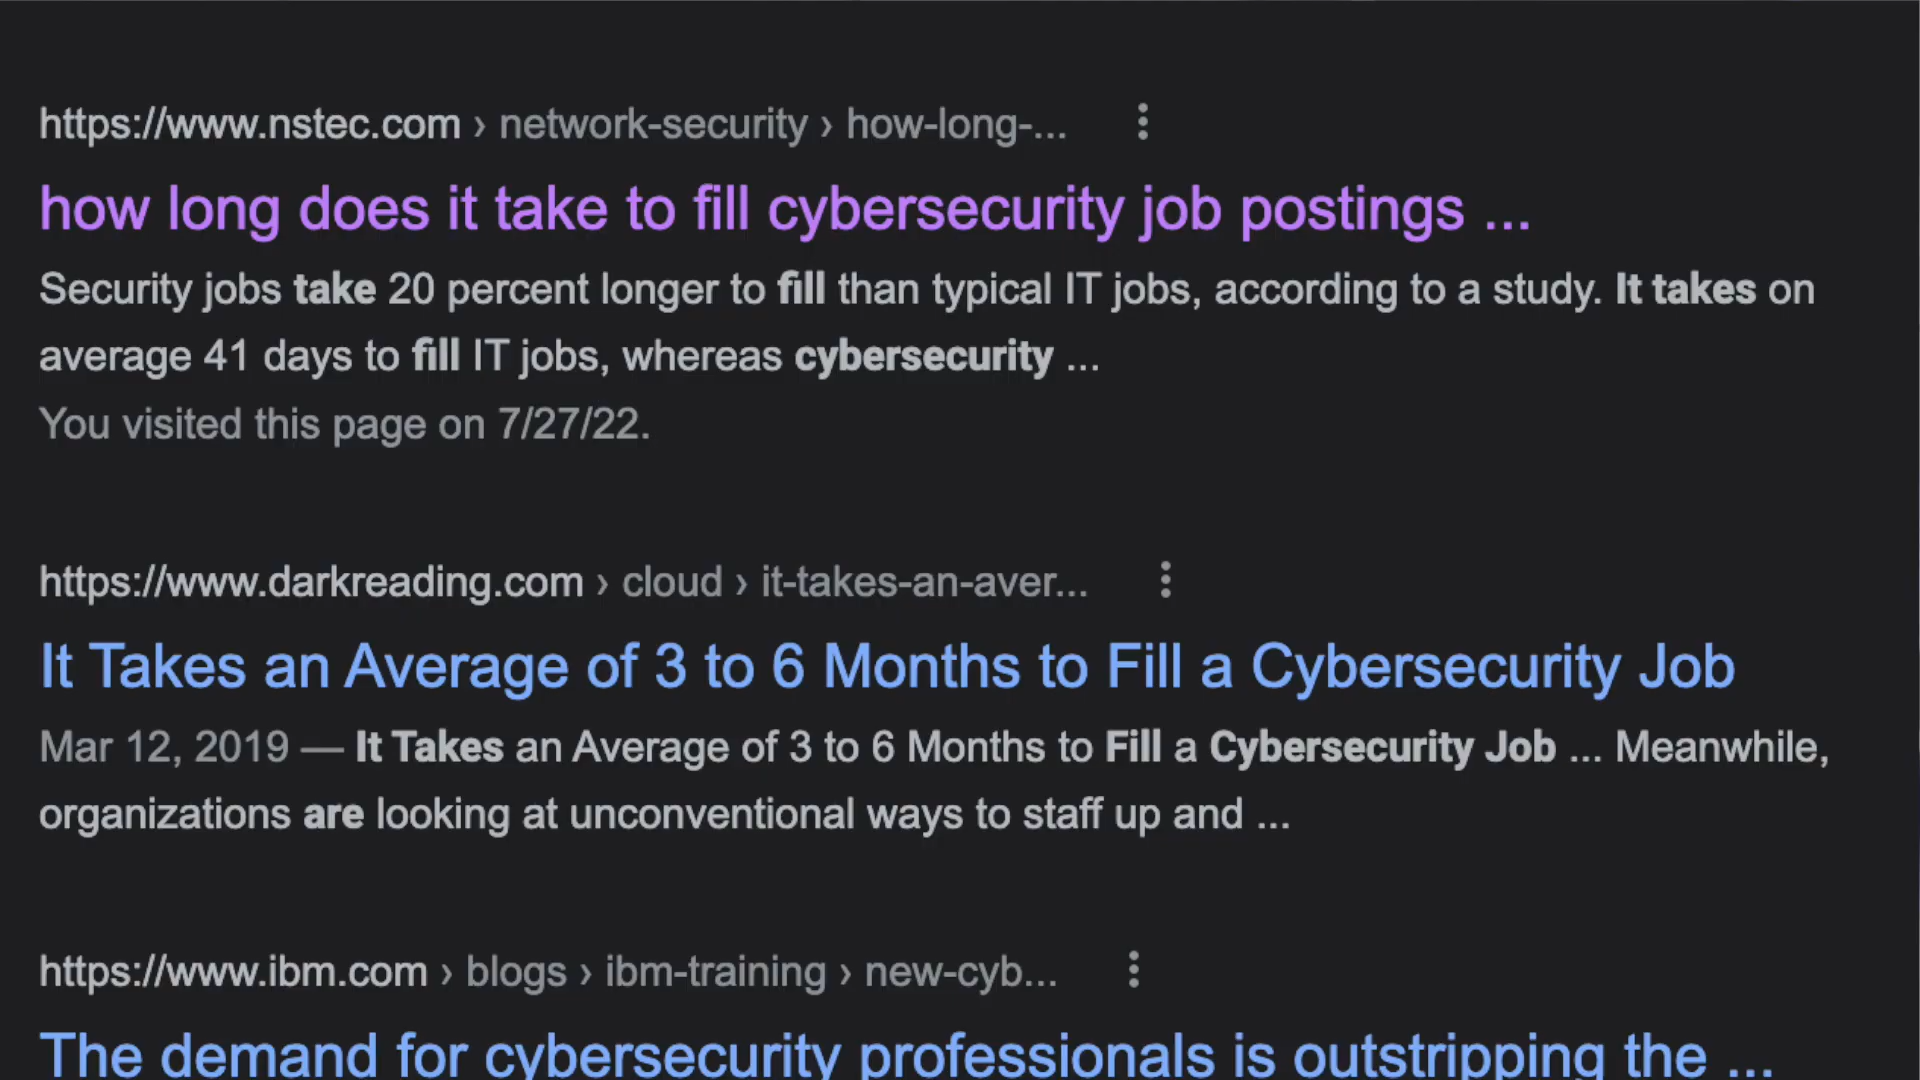 https://www.nstec.com › network-security › how-long-...
how long does it take to fill cybersecurity job postings ...
Security jobs take 20 percent longer to fill than typical IT jobs, according to a study. It takes on
average 41 days to fill IT jobs, whereas cybersecurity ...
You visited this page on 7/27/22.
https://www.darkreading.com › cloud › it-takes-an-aver...
It Takes an Average of 3 to 6 Months to Fill a Cybersecurity Job
Mar 12, 2019 — It Takes an Average of 3 to 6 Months to Fill a Cybersecurity Job ... Meanwhile,
organizations are looking at unconventional ways to staff up and ...
https://www.ibm.com › blogs › ibm-training › new-cyb...
The demand for cybersecurity professionals is outstripping the ...